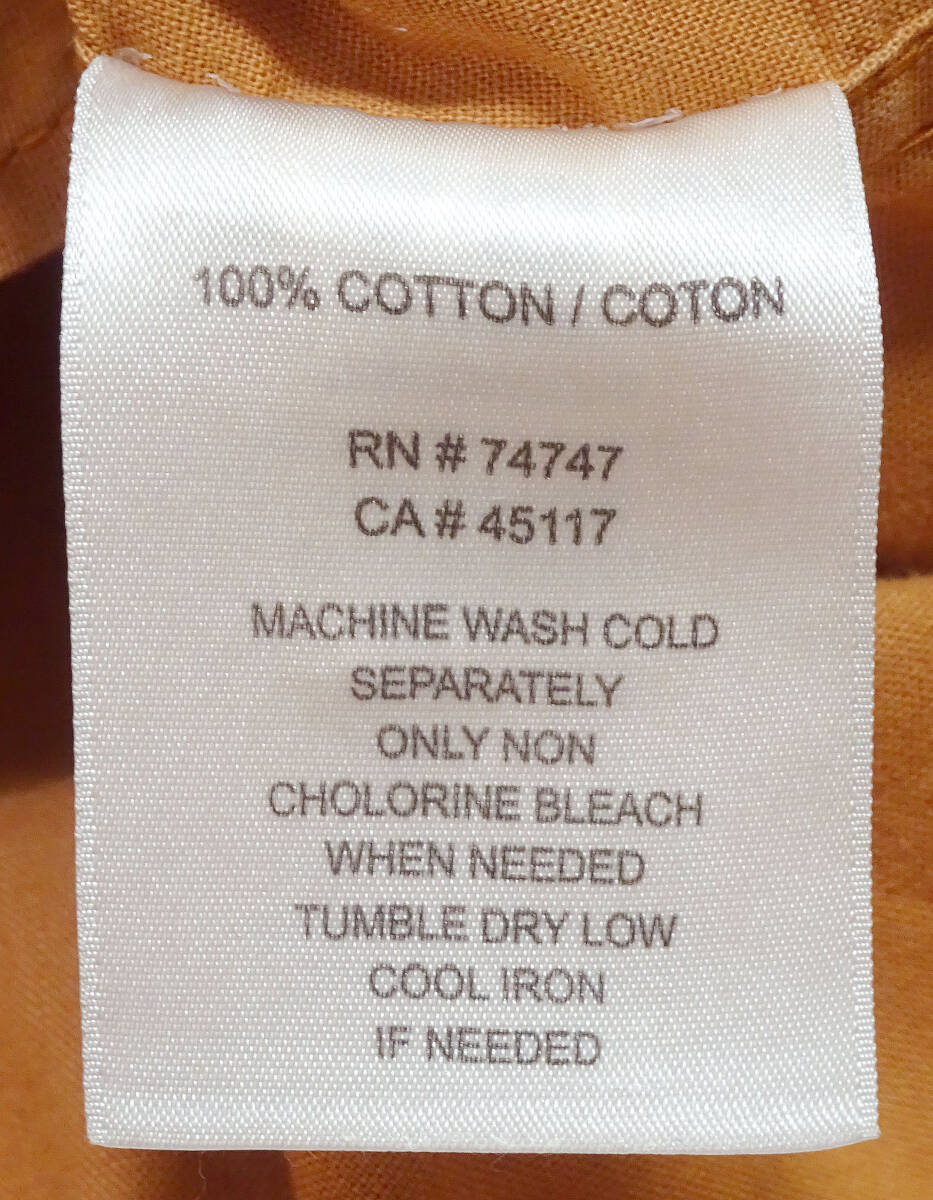 100% COTTON / COTON
RN # 74747
CA # 45117
MACHINE WASH COLD
SEPARATELY
ONLY NON
CHOLORINE BLEACH
WHEN NEEDED
TUMBLE DRY LOW
COOL IRON
IF NEEDED